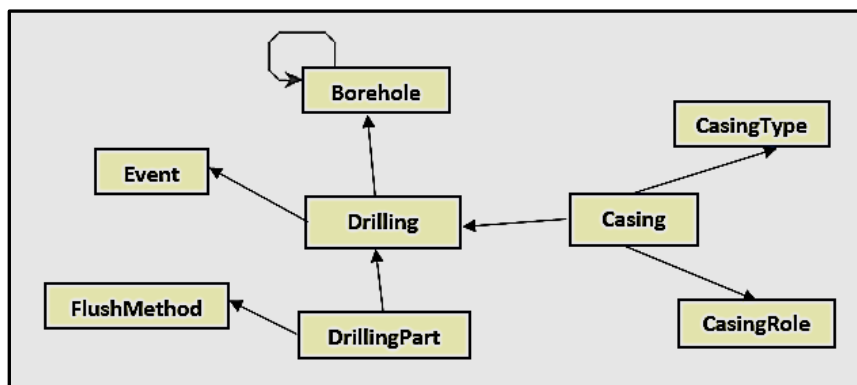 Borehole
CasingType
Event
Drilling
Casing
FlushMethod
DrillingPart
CasingRole